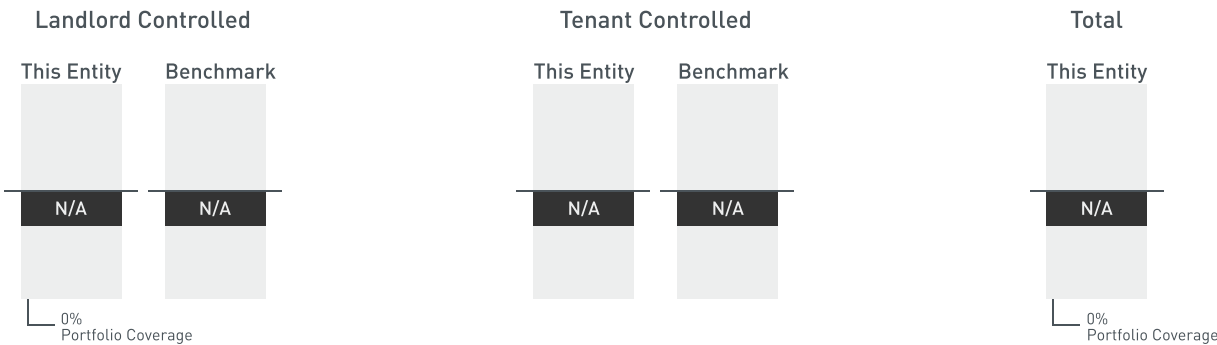 Landlord Controlled
Tenant Controlled
Total
This Entity
Benchmark
This Entity
Benchmark
This Entity
N/A
N/A
N/A
N/A
N/A
0%
Portfolio Coverage
0%
Portfolio Coverage